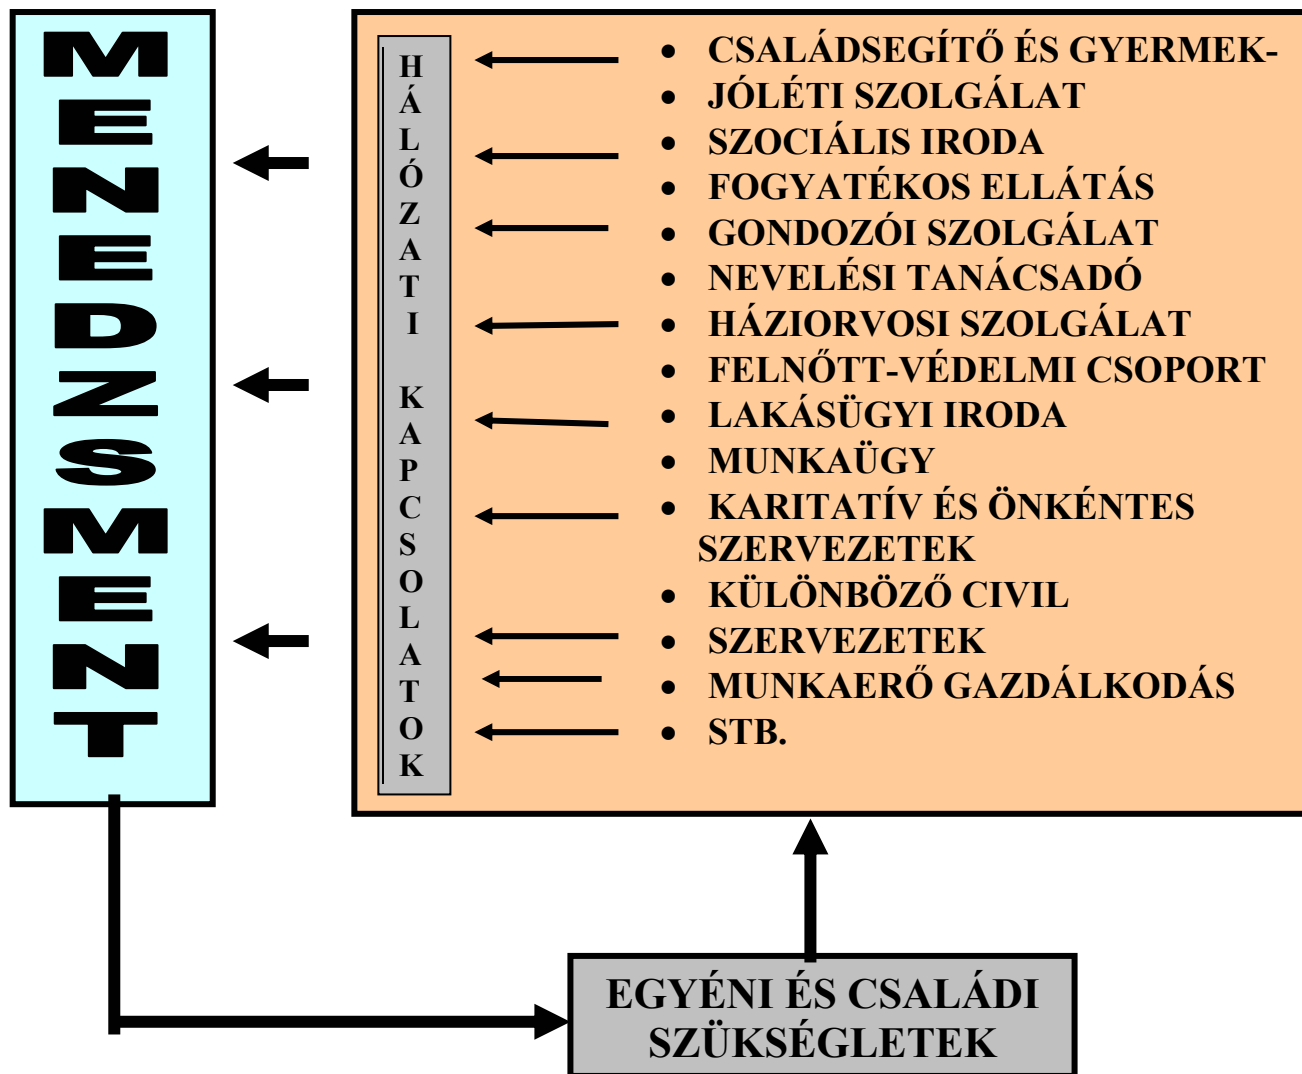 MENEDZSMENT
HÁLÓZATI KAPCSOLATOK
• CSALÁDSEGÍTŐ ÉS GYERMEK-
• JÓLÉTI SZOLGÁLAT
• SZOCIÁLIS IRODA
• FOGYATÉKOS ELLÁTÁS
• GONDOZÓI SZOLGÁLAT
• NEVELÉSI TANÁCSADÓ
• HÁZIORVOSI SZOLGÁLAT
• FELNŐTT-VÉDELMI CSOPORT
• LAKÁSÜGYI IRODA
• MUNKAÜGY
• KARITATÍV ÉS ÖNKÉNTES
SZERVEZETEK
• KÜLÖNBÖZŐ CIVIL
• SZERVEZETEK
• MUNKAERŐ GAZDÁLKODÁS
• STB.
EGYÉNI ÉS CSALÁDI
SZÜKSÉGLETEK